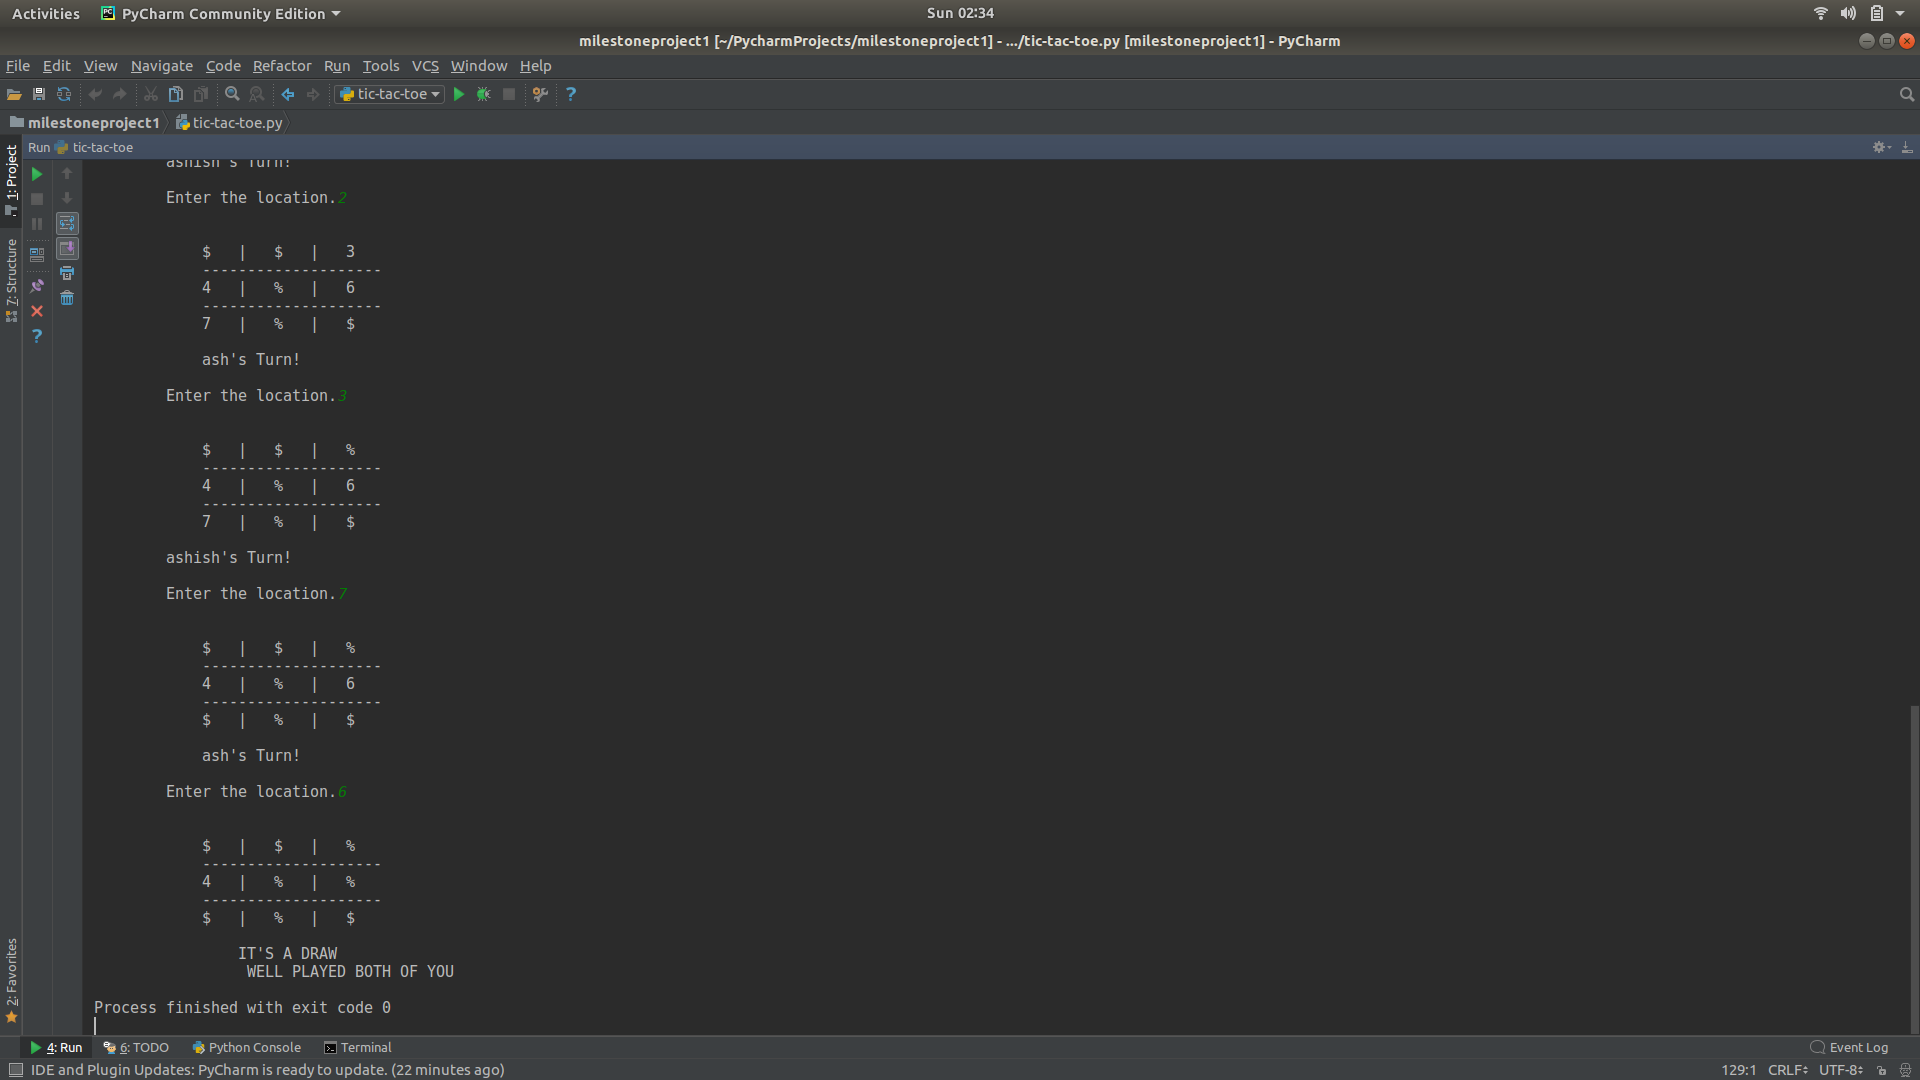 Activities PyCharm Community Edition Sun 02:34
milestoneproject1 [~/PycharmProjects/milestoneproject1] - .../tic-tac-toe.py [milestoneproject1] - PyCharm
File Edit View Navigate Code Refactor Run Tools VCS Window Help
tic-tac-toe ?
milestoneproject1 tic-tac-toe.py
Run tic-tac-toe
1: Project
7: Structure
2: Favorites
ashish's Turn!
Enter the location.2
$ | $ | 3
--------------------
4 | % | 6
--------------------
7 | % | $
ash's Turn!
Enter the location.3
$ | $ | %
--------------------
4 | % | 6
--------------------
7 | % | $
ashish's Turn!
Enter the location.7
$ | $ | %
--------------------
4 | % | 6
--------------------
$ | % | $
ash's Turn!
Enter the location.6
$ | $ | %
--------------------
4 | % | %
--------------------
$ | % | $
IT'S A DRAW
WELL PLAYED BOTH OF YOU
Process finished with exit code 0
4: Run 6: TODO Python Console Terminal Event Log
IDE and Plugin Updates: PyCharm is ready to update. (22 minutes ago) 129:1 CRLF UTF-8